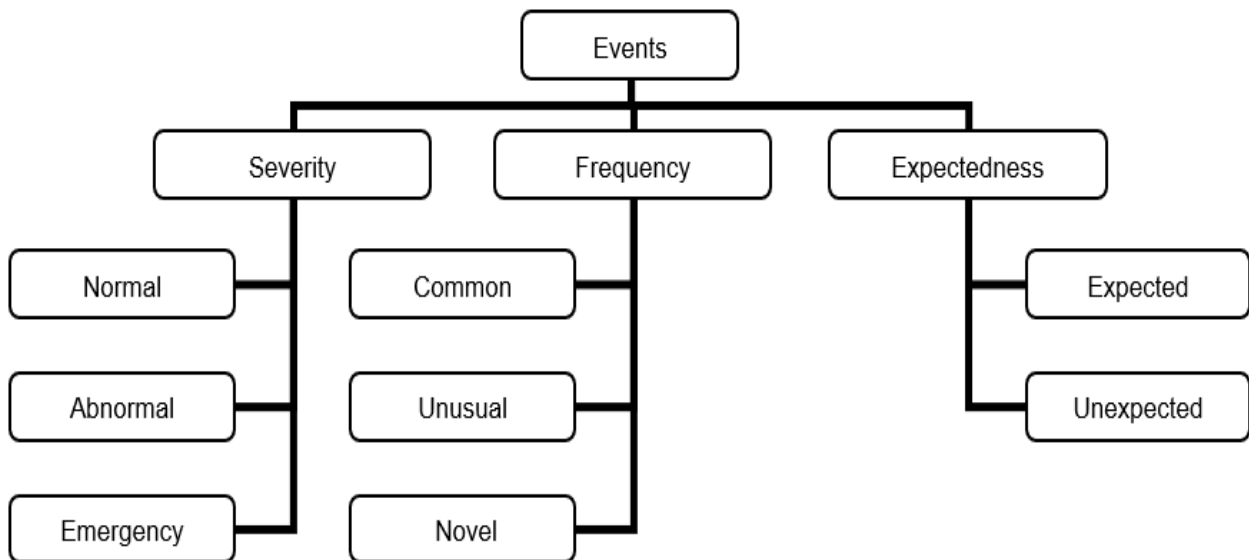 Events
Severity
Frequency
Expectedness
Normal
Common
Expected
Abnormal
Unusual
Unexpected
Emergency
Novel